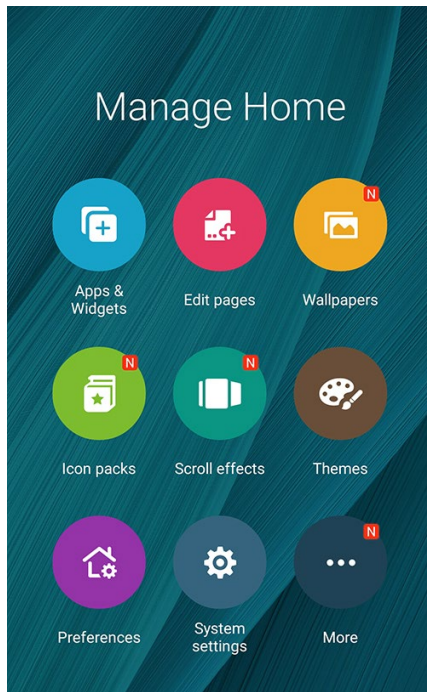 Manage Home
N
Apps &
Widgets
Edit pages
Wallpapers
N
N
Icon packs
Scroll effects
Themes
N
Preferences
System
settings
More